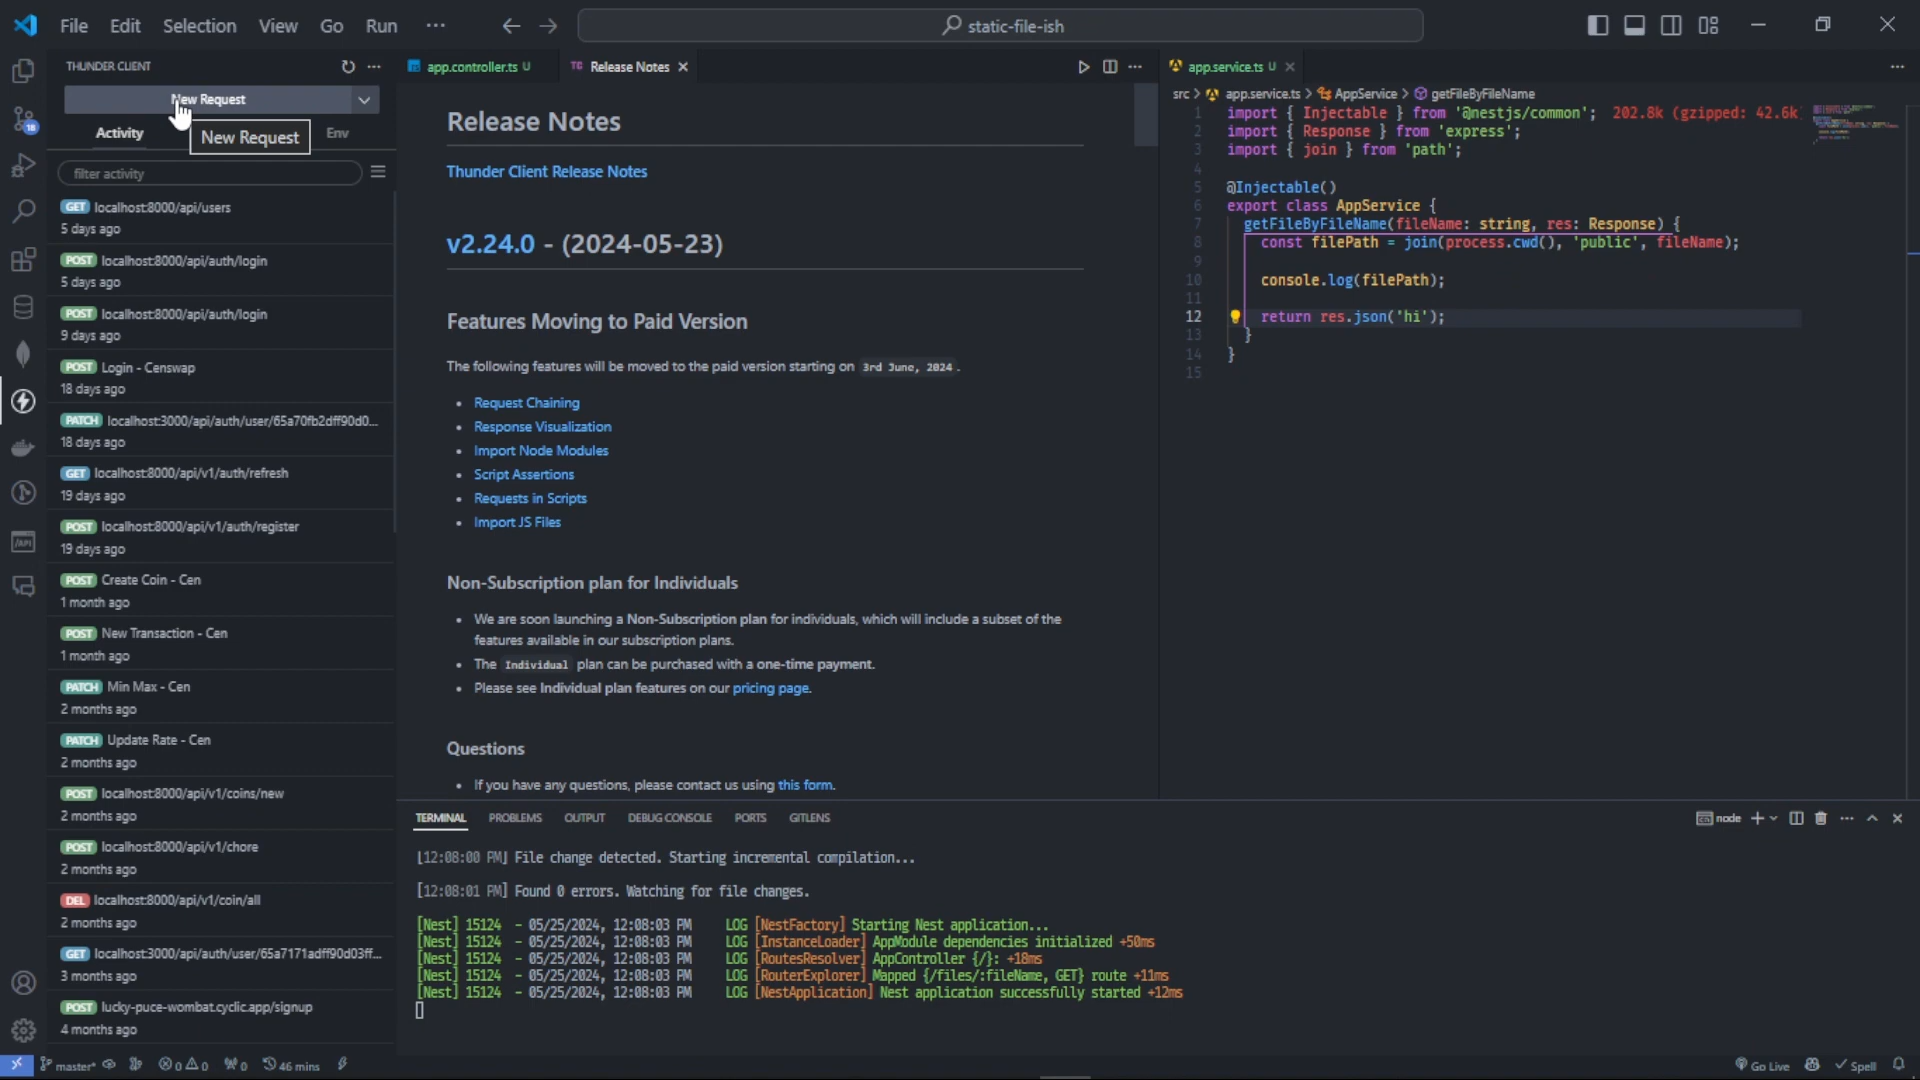 File Edit Selection View Go Run ...
static-file-ish
THUNDER CLIENT
New Request
New Request
Activity
Env
filter activity
GET localhost:8000/api/users
5 days ago
POST localhost:8000/api/auth/login
5 days ago
POST localhost:8000/api/auth/login
9 days ago
POST Login - Censwap
18 days ago
PATCH localhost:3000/api/auth/user/65a70fb2dff90d0...
18 days ago
GET localhost:8000/api/v1/auth/refresh
19 days ago
POST localhost:8000/api/v1/auth/register
19 days ago
POST Create Coin - Cen
1 month ago
POST New Transaction - Cen
1 month ago
PATCH Min Max - Cen
2 months ago
PATCH Update Rate - Cen
2 months ago
POST localhost:8000/api/v1/coins/new
2 months ago
POST localhost:8000/api/v1/chore
2 months ago
DEL localhost:8000/api/v1/coin/all
2 months ago
GET localhost:3000/api/auth/user/65a7171adff90d03ff...
3 months ago
POST lucky-puce-wombat.cyclic.app/signup
4 months ago
18
/API
app.controller.ts U
TC Release Notes
Release Notes
Thunder Client Release Notes
v2.24.0 - (2024-05-23)
Features Moving to Paid Version
The following features will be moved to the paid version starting on 3rd June, 2024 .
• Request Chaining
• Response Visualization
• Import Node Modules
• Script Assertions
• Requests in Scripts
• Import JS Files
Non-Subscription plan for Individuals
• We are soon launching a Non-Subscription plan for individuals, which will include a subset of the
features available in our subscription plans.
• The Individual plan can be purchased with a one-time payment.
• Please see Individual plan features on our pricing page.
Questions
• If you have any questions, please contact us using this form.
app.service.ts U
src > app.service.ts > AppService > getFileByFileName
1 import { Injectable } from '@nestjs/common'; 202.8k (gzipped: 42.6k
2 import { Response } from 'express';
3 import { join } from 'path';
4
5 @Injectable()
6 export class AppService {
7 getFileByFileName(fileName: string, res: Response) {
8 const filePath = join(process.cwd(), 'public', fileName);
9
10 console.log(filePath);
11
12 return res.json('hi');
13 }
14 }
15
TERMINAL PROBLEMS OUTPUT DEBUG CONSOLE PORTS GITLENS
node
[12:08:00 PM] File change detected. Starting incremental compilation...
[12:08:01 PM] Found 0 errors. Watching for file changes.
[Nest] 15124 - 05/25/2024, 12:08:03 PM LOG [NestFactory] Starting Nest application...
[Nest] 15124 - 05/25/2024, 12:08:03 PM LOG [InstanceLoader] AppModule dependencies initialized +50ms
[Nest] 15124 - 05/25/2024, 12:08:03 PM LOG [RoutesResolver] AppController {/}: +18ms
[Nest] 15124 - 05/25/2024, 12:08:03 PM LOG [RouterExplorer] Mapped {/files/:fileName, GET} route +11ms
[Nest] 15124 - 05/25/2024, 12:08:03 PM LOG [NestApplication] Nest application successfully started +12ms
master* 0 0 0 46 mins
Go Live Spell